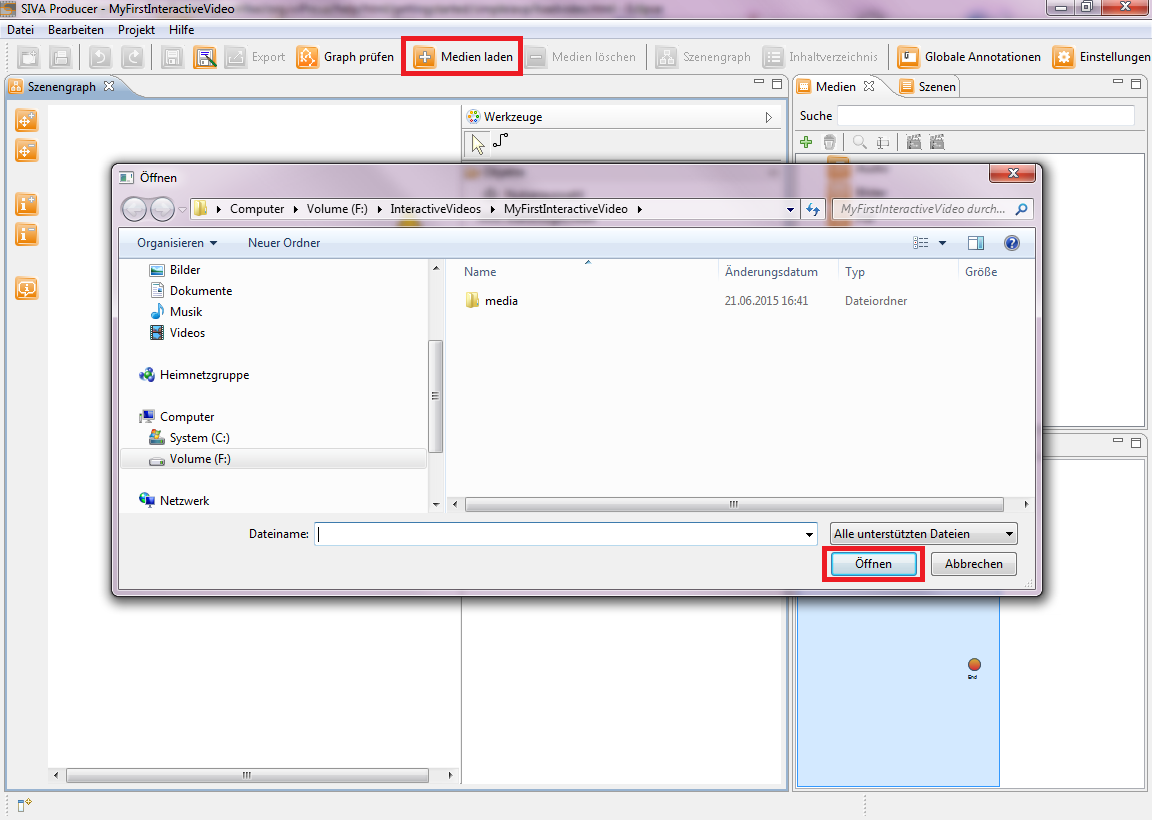 SIVA Producer - MyFirstInteractiveVideo
Datei Bearbeiten Projekt Hilfe
Export Graph prüfen Medien laden Medien löschen Szenengraph Inhaltverzeichnis Globale Annotationen Einstellungen
Szenengraph
Medien Szenen
Werkzeuge
Suche
Öffnen
Computer Volume (F:) InteractiveVideos MyFirstInteractiveVideo
MyFirstInteractiveVideo durch...
Organisieren Neuer Ordner
Name Änderungsdatum Typ Größe
media 21.06.2015 16:41 Dateiordner
Bilder
Dokumente
Musik
Videos
Heimnetzgruppe
Computer
System (C:)
Volume (F:)
Netzwerk
Dateiname:
Alle unterstützten Dateien
Öffnen Abbrechen
End